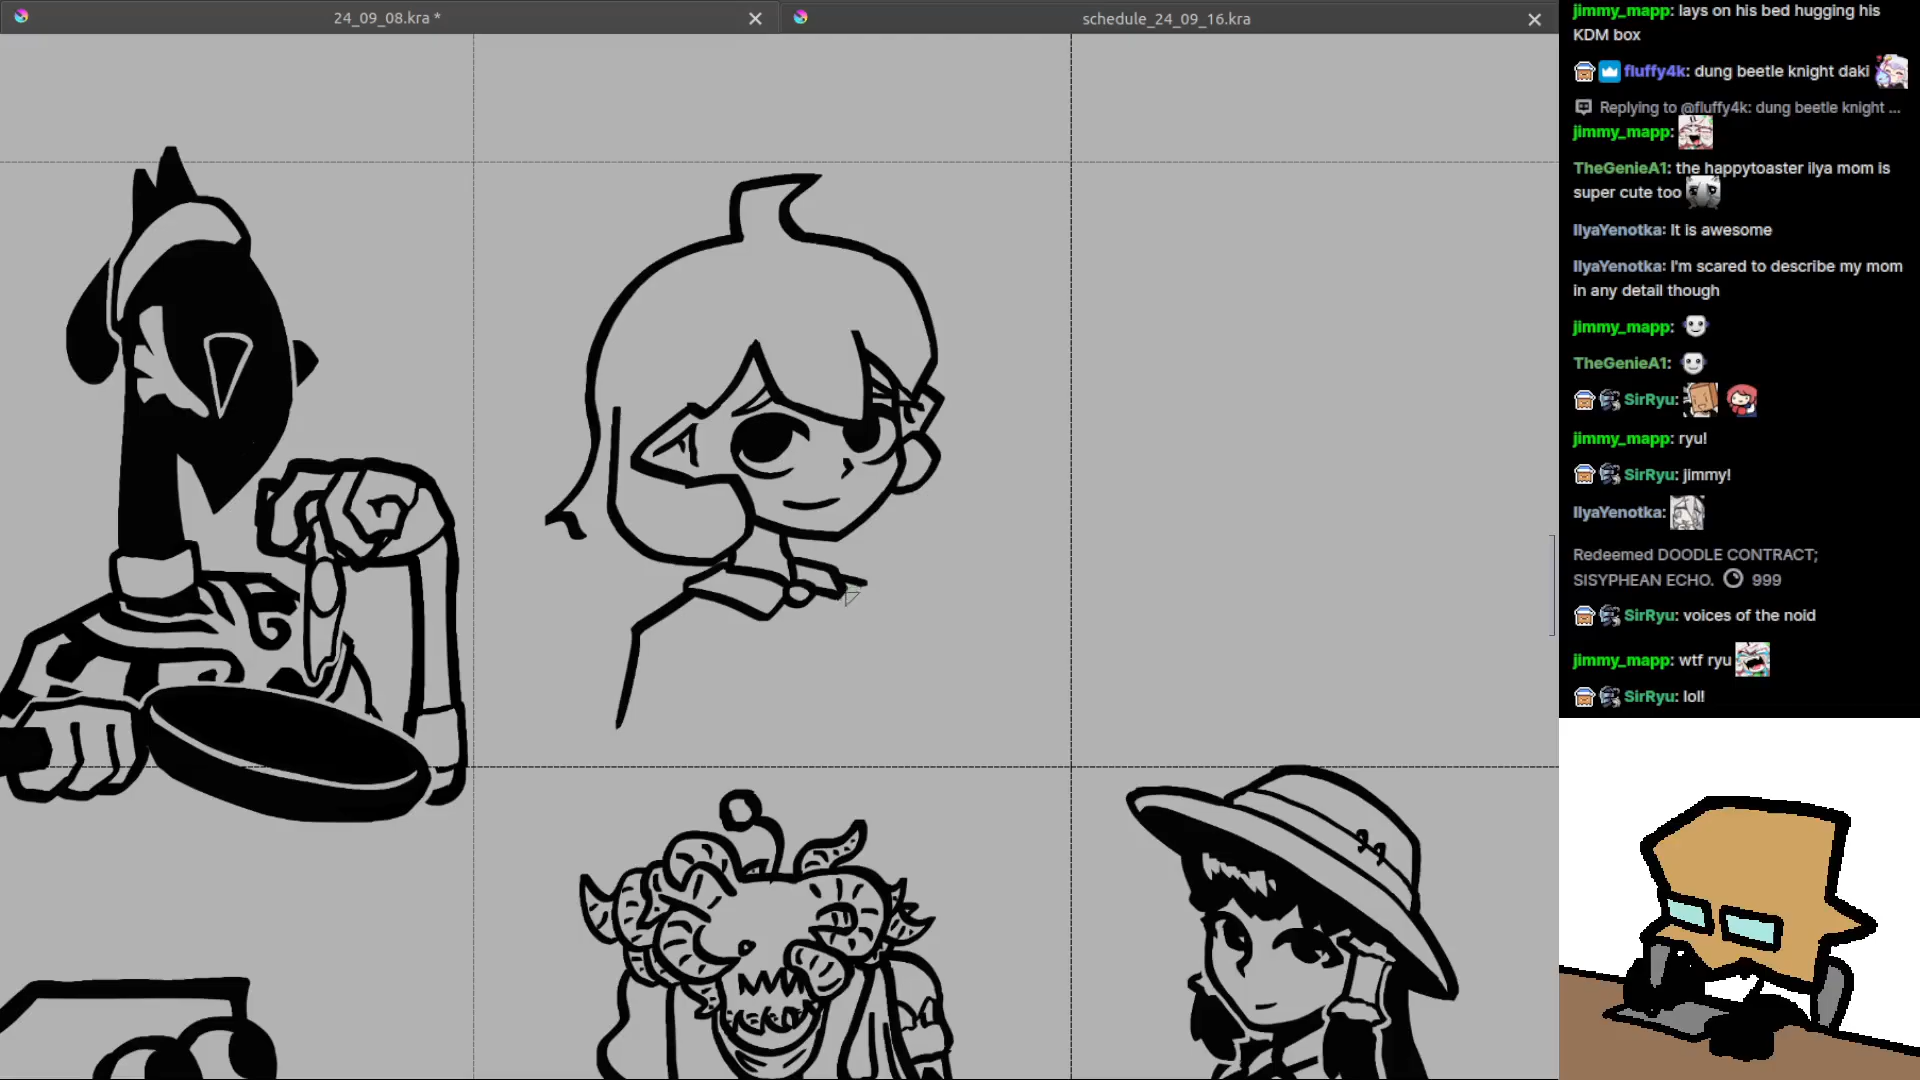 24_09_08.kra *
schedule_24_09_16.kra
jimmy_mapp: lays on his bed hugging his
KDM box
fluffy4k: dung beetle knight daki
Replying to @fluffy4k: dung beetle knight ...
jimmy_mapp:
TheGenieA1: the happytoaster ilya mom is
super cute too
IlyaYenotka: It is awesome
IlyaYenotka: I'm scared to describe my mom
in any detail though
jimmy_mapp:
TheGenieA1:
SirRyu:
jimmy_mapp: ryu!
SirRyu: jimmy!
IlyaYenotka:
Redeemed DOODLE CONTRACT;
SISYPHEAN ECHO. 999
SirRyu: voices of the noid
jimmy_mapp: wtf ryu
SirRyu: lol!